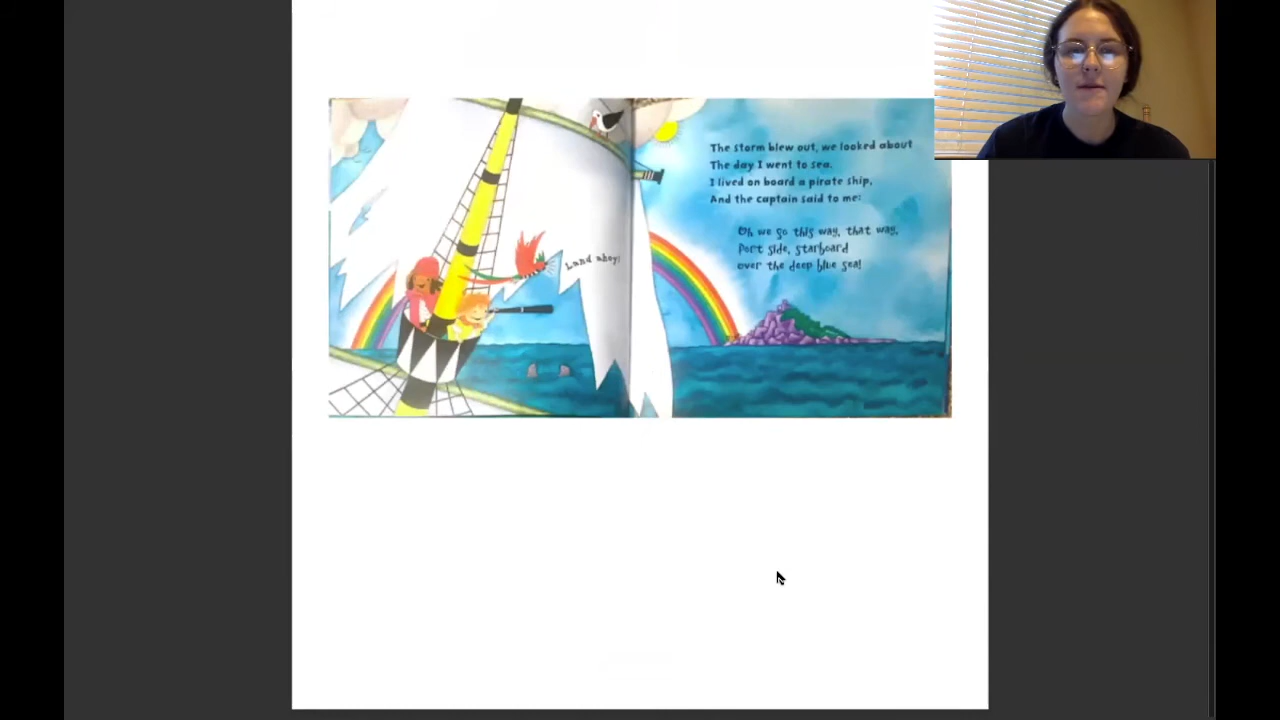 Land ahoy!
The storm blew out, we looked about
The day I went to sea.
I lived on board a pirate ship,
And the captain said to me:
Oh we go this way, that way,
Port side, starboard
over the deep blue sea!